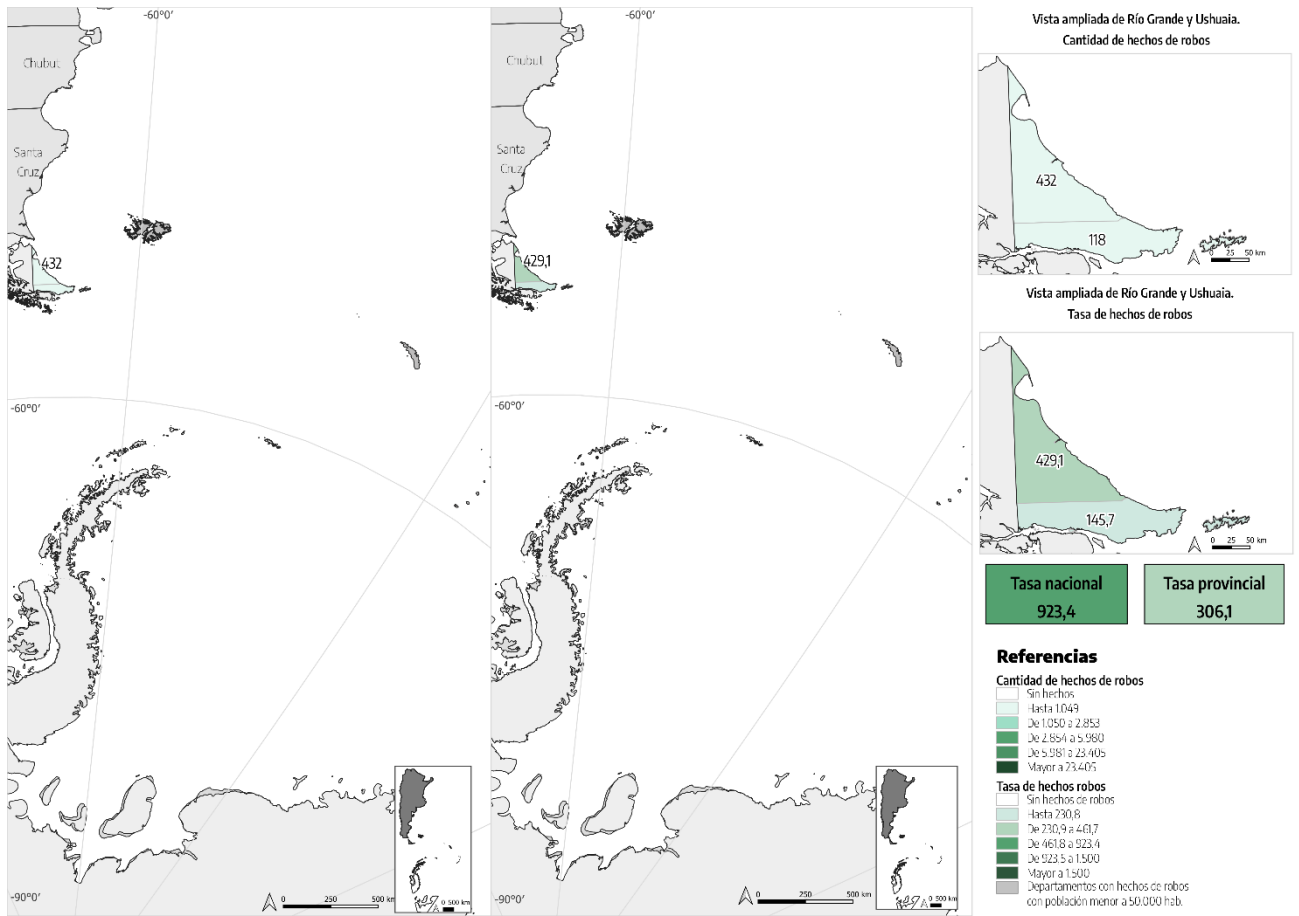 -60°0'
Chubut
Santa
Cruz
432
-60°0'
-90°0'
0 250 500 km
0 500 km
-60°0'
Chubut
Santa
Cruz
429,1
-60°0'
-90°0'
0 250 500 km
0 500 km
Vista ampliada de Río Grande y Ushuaia.
Cantidad de hechos de robos
432
118
0 25 50 km
Vista ampliada de Río Grande y Ushuaia.
Tasa de hechos de robos
429,1
145,7
0 25 50 km
Tasa nacional
923,4
Tasa provincial
306,1
Referencias
Cantidad de hechos de robos
Sin hechos
Hasta 1.049
De 1.050 a 2.853
De 2.854 a 5.980
De 5.981 a 23.405
Mayor a 23.405
Tasa de hechos robos
Sin hechos de robos
Hasta 230,8
De 230,9 a 461,7
De 461,8 a 923,4
De 923,5 a 1.500
Mayor a 1.500
Departamentos con hechos de robos
con población menor a 50.000 hab.